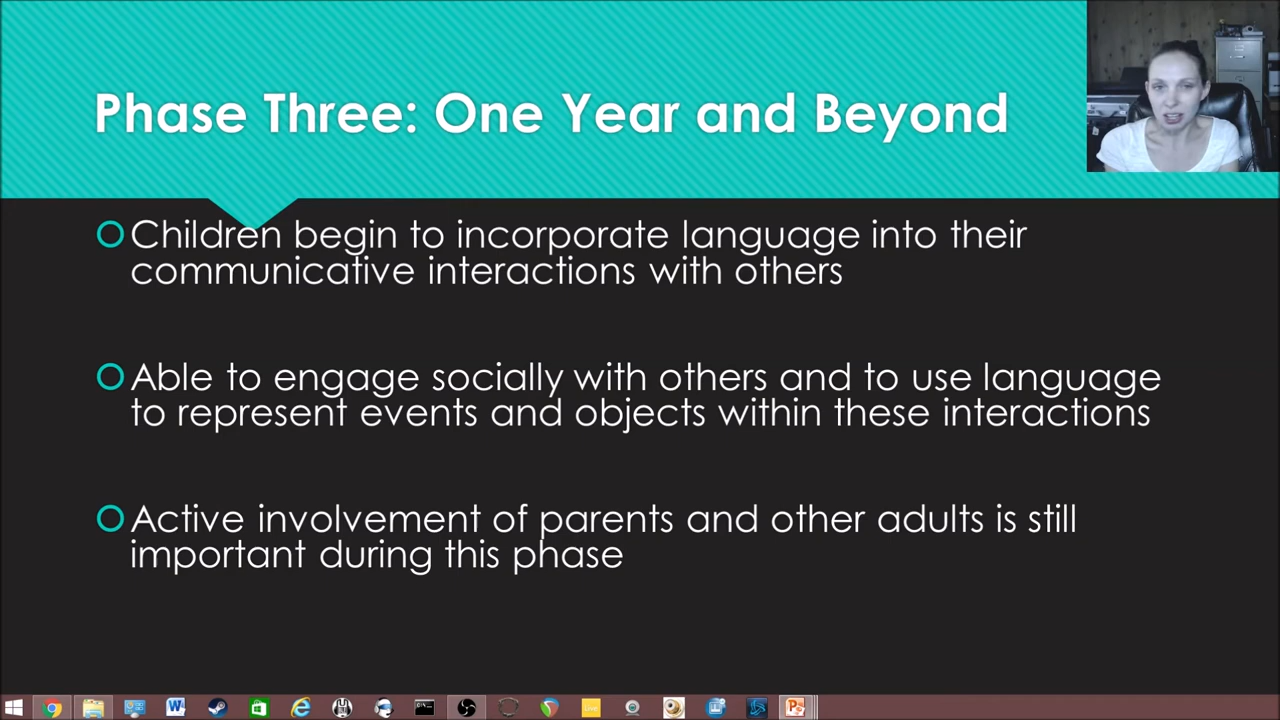 Phase Three: One Year and Beyond
Children begin to incorporate language into their
communicative interactions with others
Able to engage socially with others and to use language
to represent events and objects within these interactions
Active involvement of parents and other adults is still
important during this phase